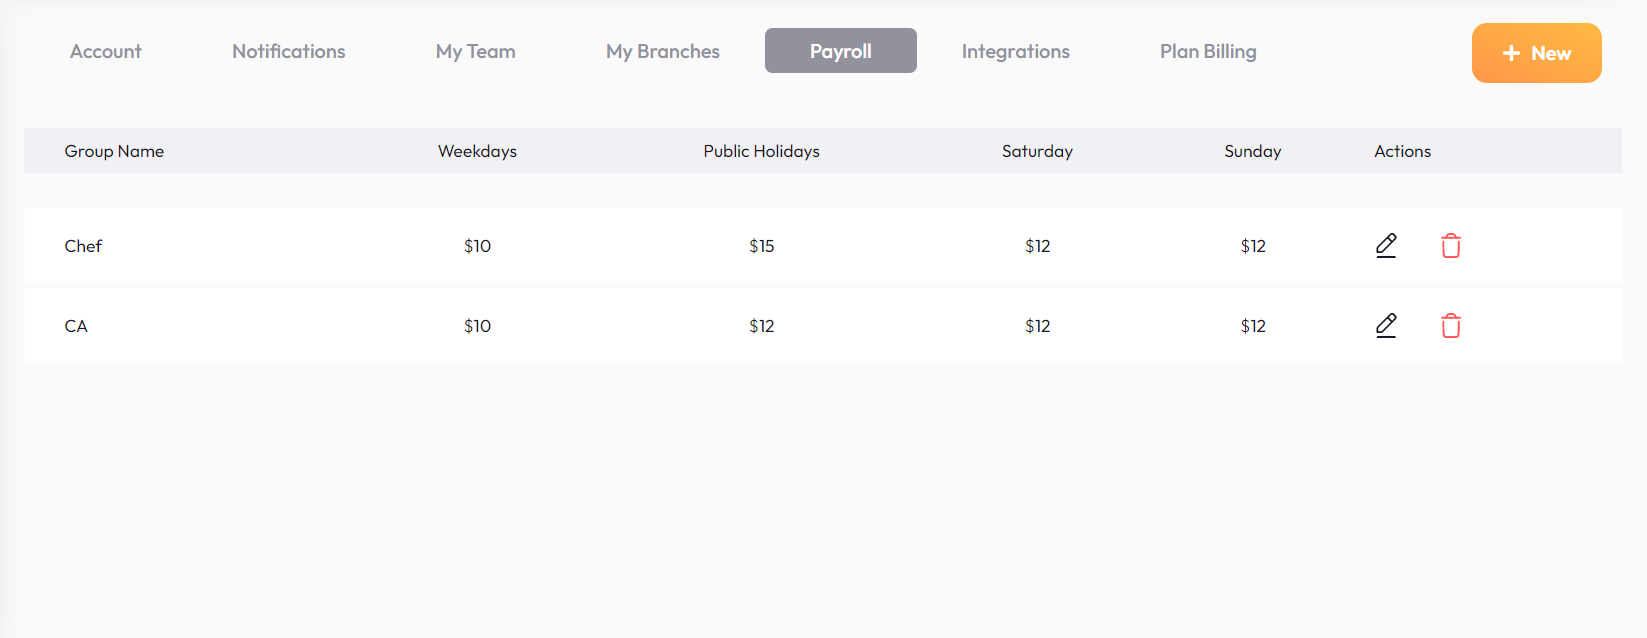 Account Notifications My Team My Branches Payroll Integrations Plan Billing + New
Group Name Weekdays Public Holidays Saturday Sunday Actions
Chef $10 $15 $12 $12
CA $10 $12 $12 $12